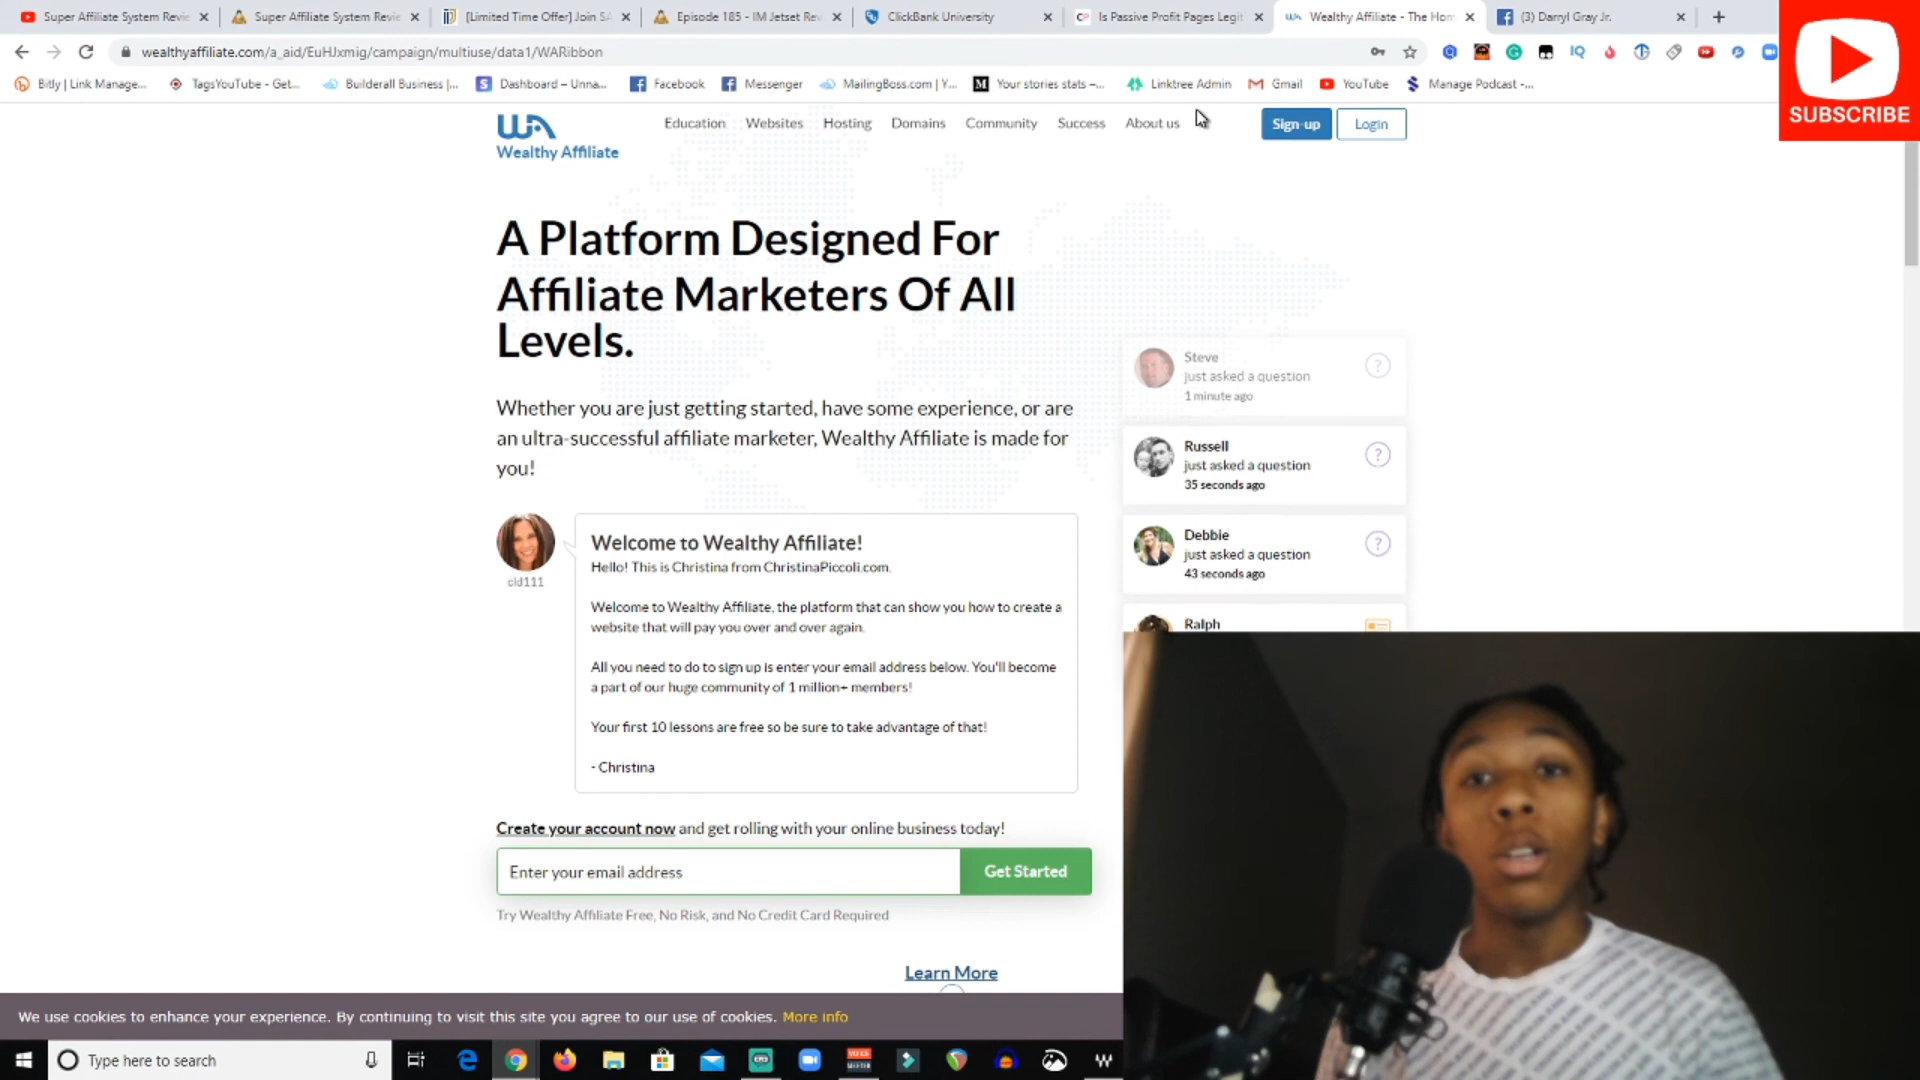 Super Affiliate System Revie
Super Affiliate System Revie
[Limited Time Offer] Join SA
Episode 185 - IM Jetset Rev
ClickBank University
Is Passive Profit Pages Legit
Wealthy Affiliate - The Hom
(3) Darryl Gray Jr.
wealthyaffiliate.com/a_aid/EuHJxmig/campaign/multiuse/data1/WARibbon
Bitly | Link Manage...
TagsYouTube - Get...
Builderall Business |...
Dashboard – Unna...
Facebook
Messenger
MailingBoss.com | Y...
Your stories stats –...
Linktree Admin
Gmail
YouTube
Manage Podcast -...
SUBSCRIBE
Wealthy Affiliate
Education
Websites
Hosting
Domains
Community
Success
About us
Sign-up
Login
A Platform Designed For
Affiliate Marketers Of All
Levels.
Whether you are just getting started, have some experience, or are
an ultra-successful affiliate marketer, Wealthy Affiliate is made for
you!
cld111
Welcome to Wealthy Affiliate!
Hello! This is Christina from ChristinaPiccoli.com.
Welcome to Wealthy Affiliate, the platform that can show you how to create a
website that will pay you over and over again.
All you need to do to sign up is enter your email address below. You'll become
a part of our huge community of 1 million+ members!
Your first 10 lessons are free so be sure to take advantage of that!
- Christina
Steve
just asked a question
1 minute ago
Russell
just asked a question
35 seconds ago
Debbie
just asked a question
43 seconds ago
Ralph
Create your account now and get rolling with your online business today!
Enter your email address
Get Started
Try Wealthy Affiliate Free, No Risk, and No Credit Card Required
Learn More
We use cookies to enhance your experience. By continuing to visit this site you agree to our use of cookies. More info
Type here to search